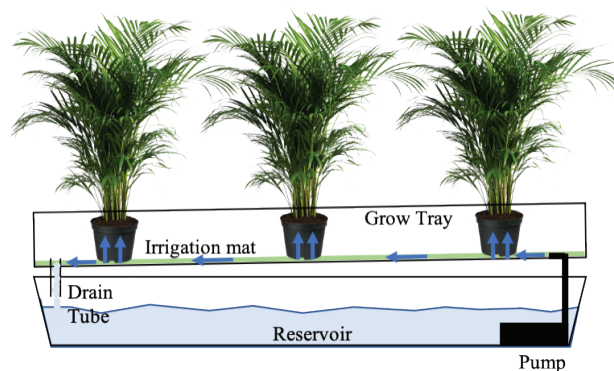 Grow Tray
Irrigation mat
Drain
Tube
Reservoir
Pump